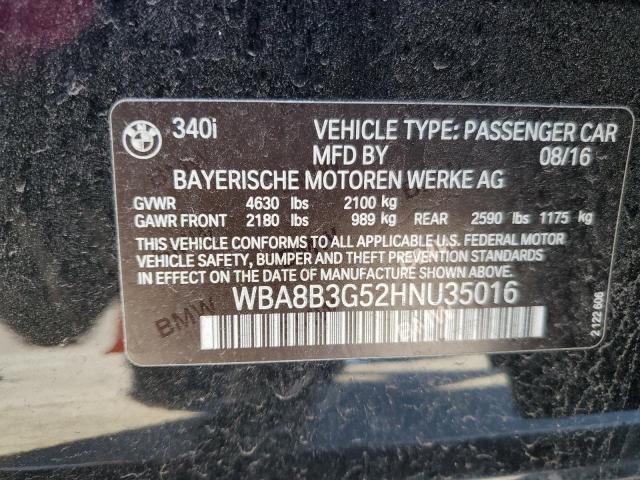 340i VEHICLE TYPE: PASSENGER CAR
MFD BY 08/16
BAYERISCHE MOTOREN WERKE AG
GVWR 4630 lbs 2100 kg
GAWR FRONT 2180 lbs 989 kg REAR 2590 lbs 1175 kg
THIS VEHICLE CONFORMS TO ALL APPLICABLE U.S. FEDERAL MOTOR
VEHICLE SAFETY, BUMPER AND THEFT PREVENTION STANDARDS
IN EFFECT ON THE DATE OF MANUFACTURE SHOWN ABOVE.
WBA8B3G52HNU35016
BMW
2 122 606